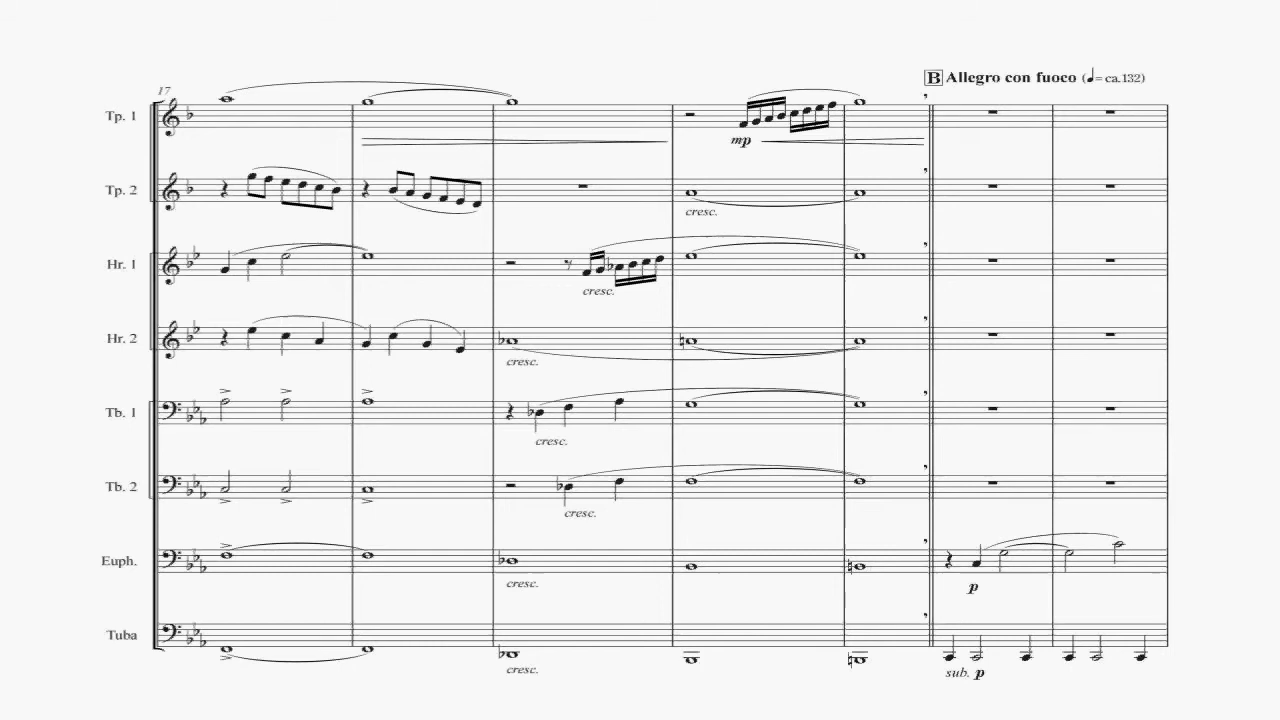 B Allegro con fuoco (♩= ca.132)
17
Tp. 1
mp
Tp. 2
cresc.
Hr. 1
cresc.
Hr. 2
cresc.
Tb. 1
cresc.
Tb. 2
cresc.
Euph.
cresc.
p
Tuba
cresc.
sub. p